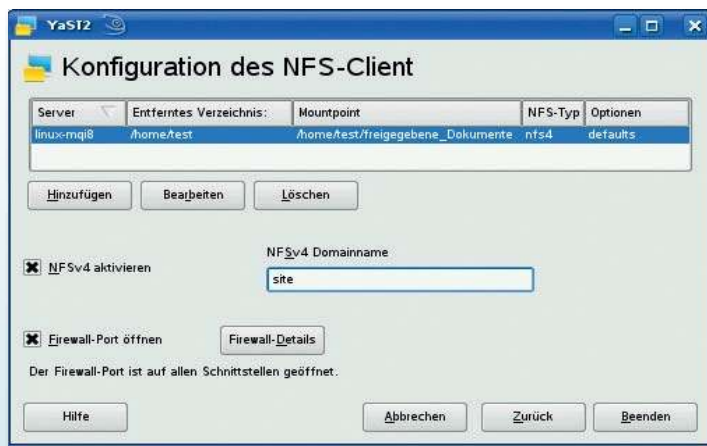 YaST2
Konfiguration des NFS-Client
Server Entferntes Verzeichnis: Mountpoint NFS-Typ Optionen
linux-mqi8 /home/test /home/test/freigegebene_Dokumente nfs4 defaults
Hinzufügen Bearbeiten Löschen
NFSv4 Domainname
NFSv4 aktivieren
site
Firewall-Port öffnen Firewall-Details
Der Firewall-Port ist auf allen Schnittstellen geöffnet.
Hilfe Abbrechen Zurück Beenden